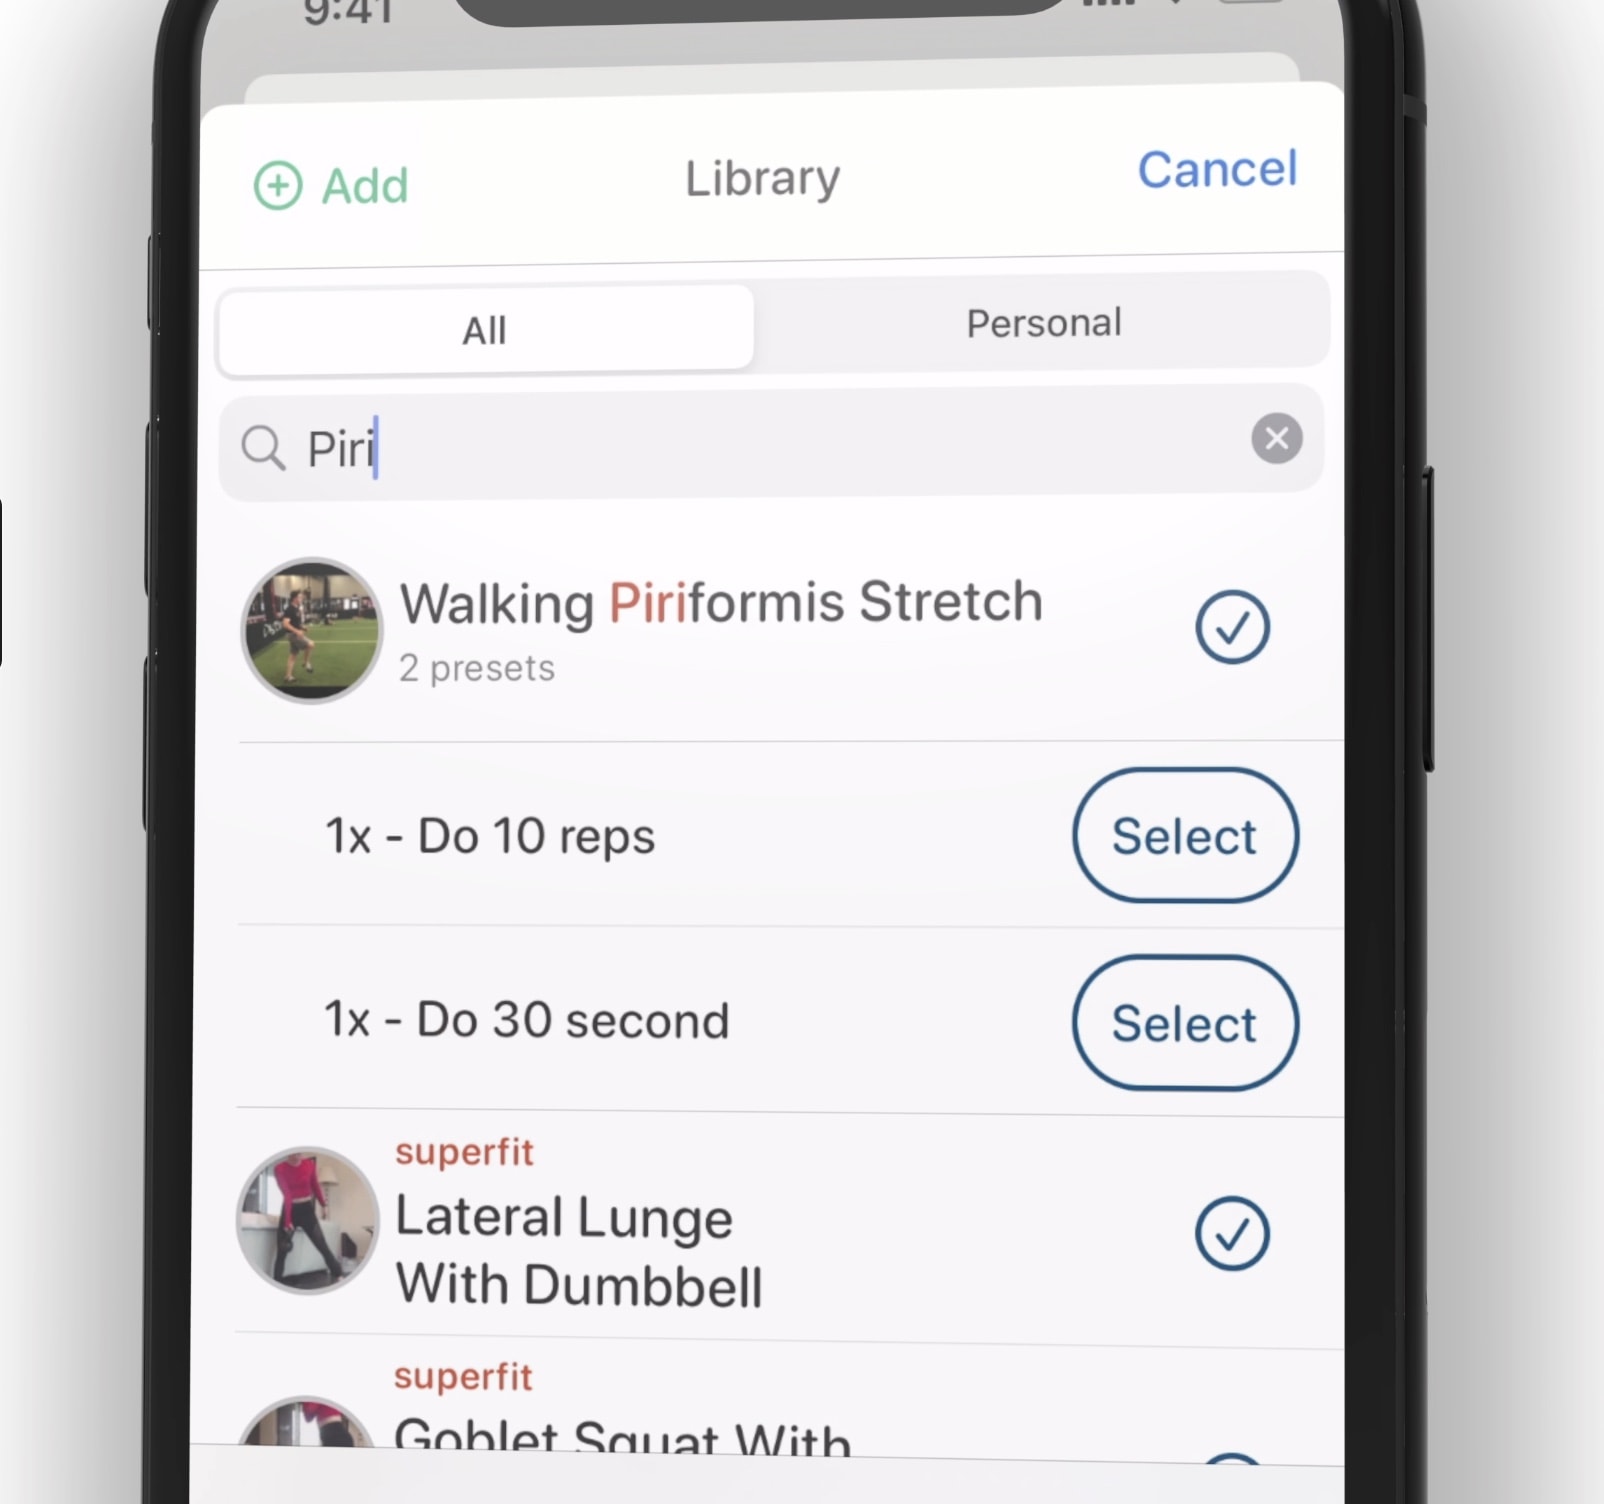 9:41
Add
Library
Cancel
All
Personal
Piri
Walking Piriformis Stretch
2 presets
1x - Do 10 reps
Select
1x - Do 30 second
Select
superfit
Lateral Lunge
With Dumbbell
superfit
Goblet Squat With